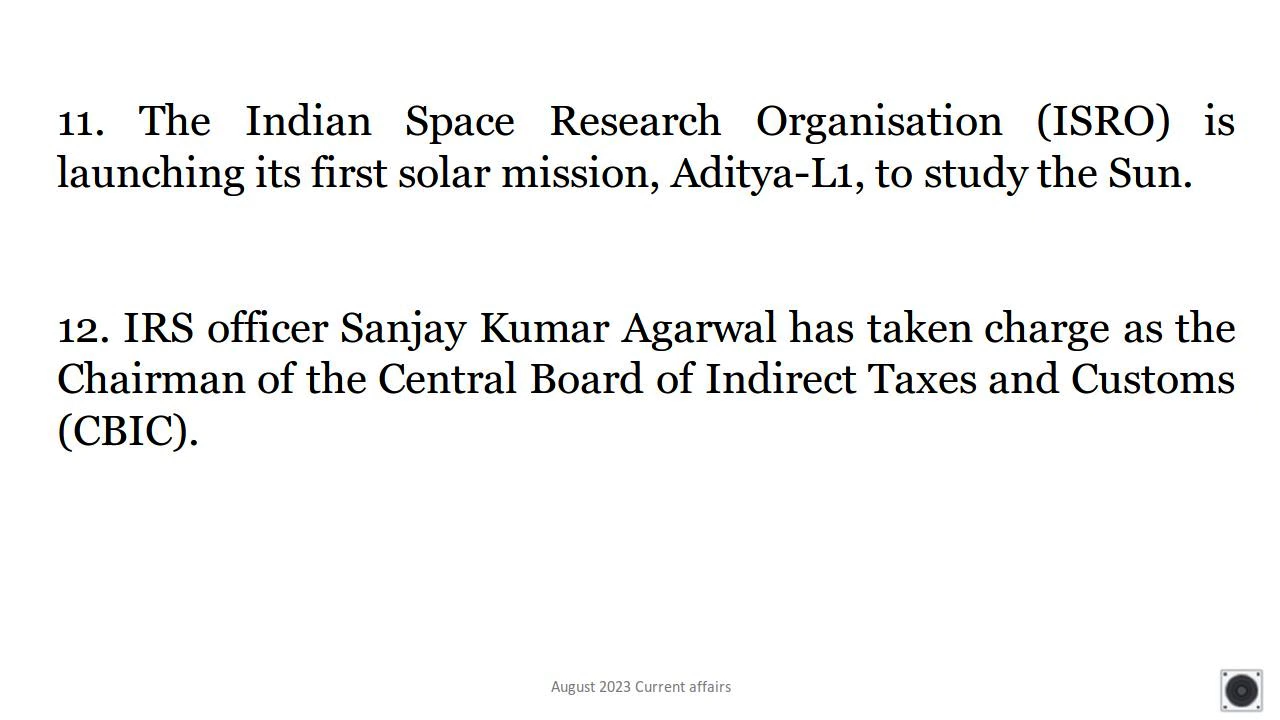 11. The Indian Space Research Organisation (ISRO) is
launching its first solar mission, Aditya-L1, to study the Sun.
12. IRS officer Sanjay Kumar Agarwal has taken charge as the
Chairman of the Central Board of Indirect Taxes and Customs
(CBIC).
August 2023 Current affairs